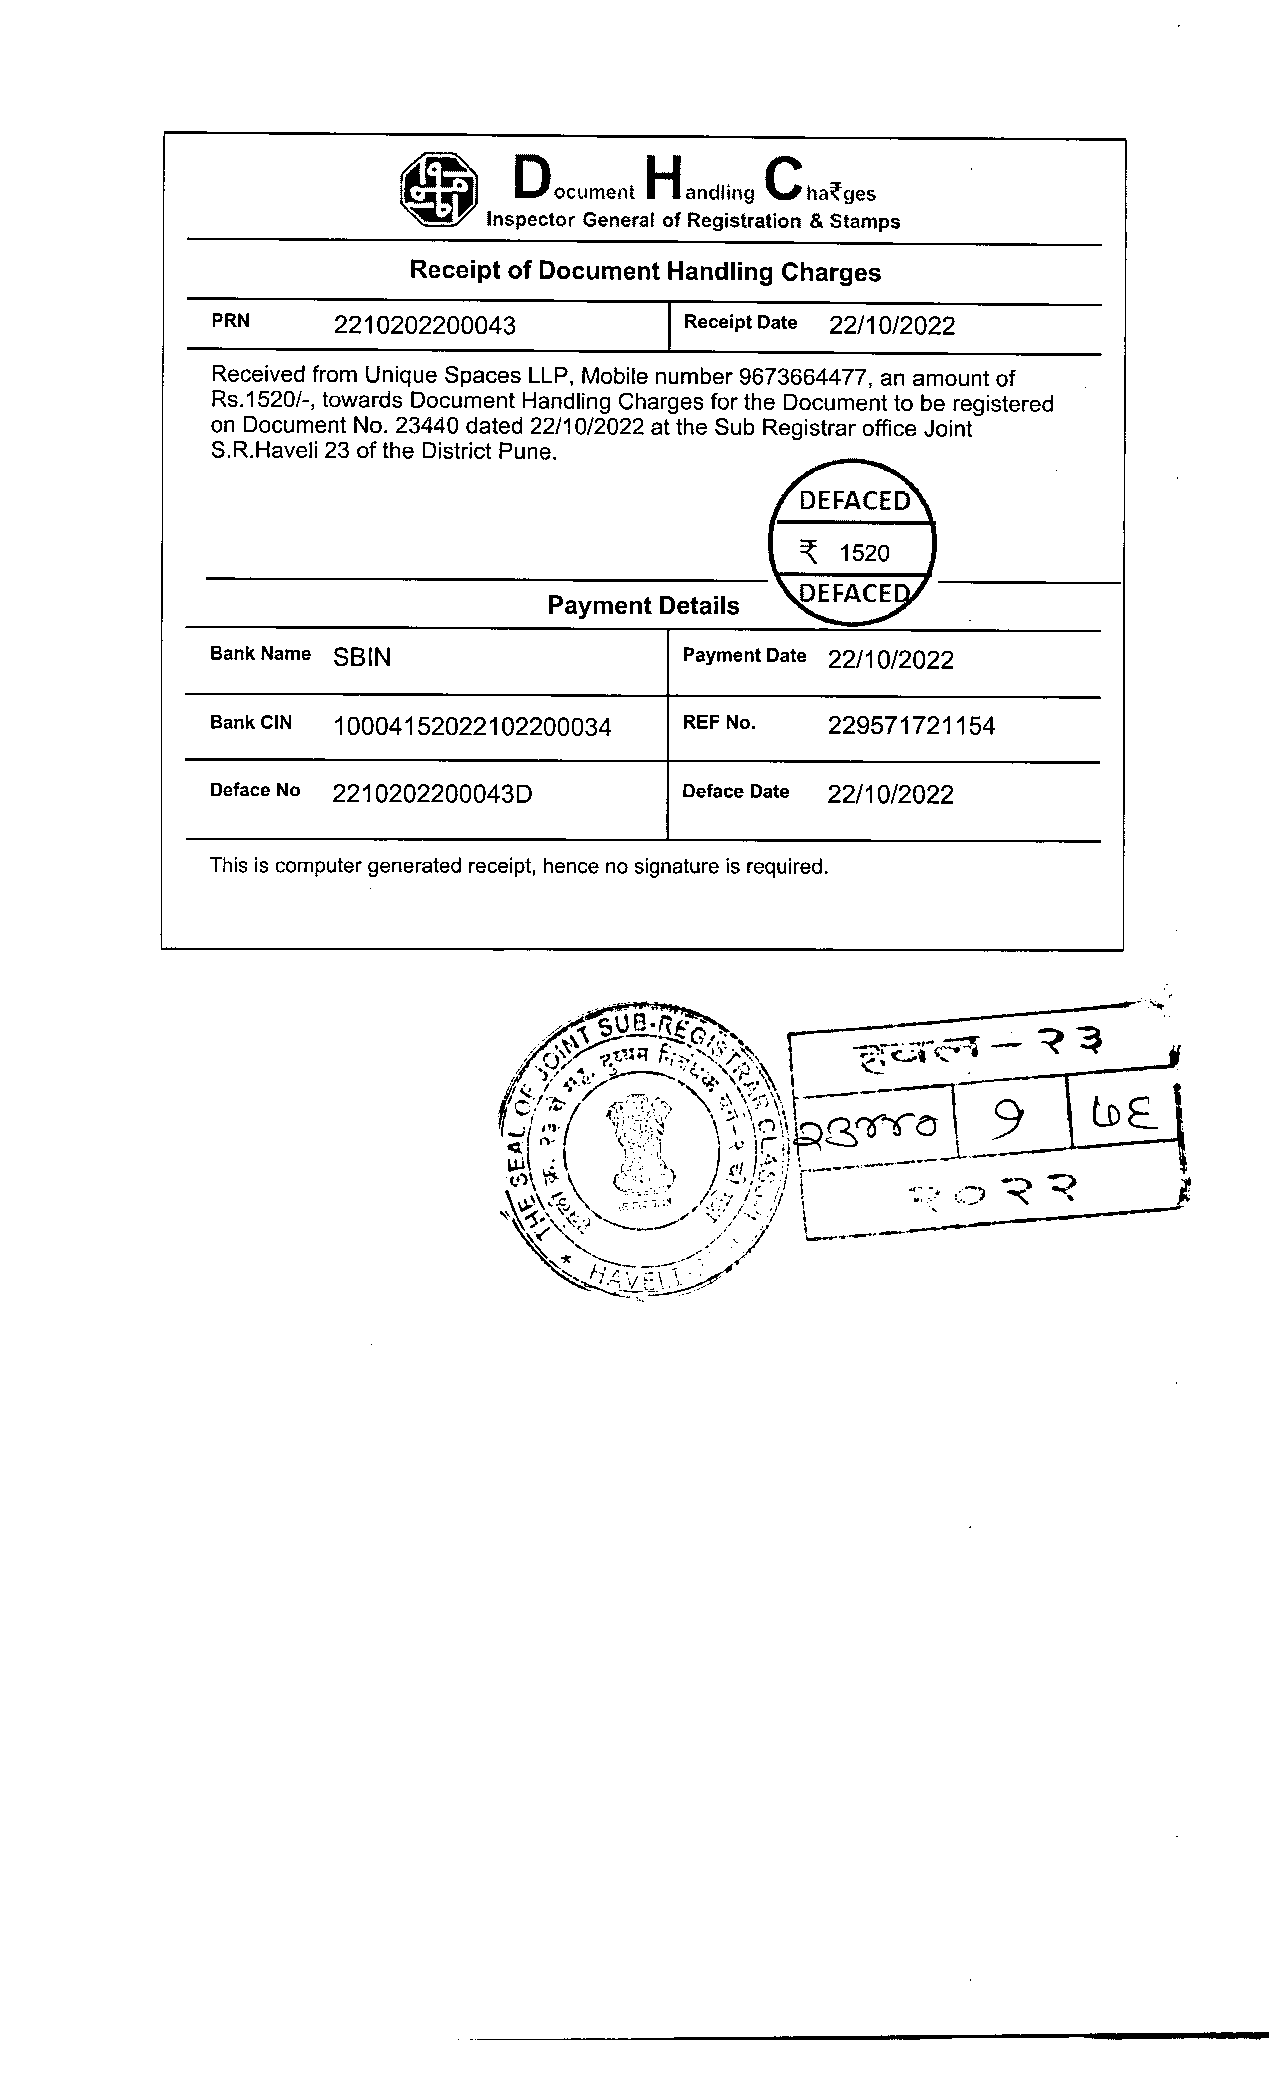 Document Handling Cha₹ges
Inspector General of Registration & Stamps
Receipt of Document Handling Charges
PRN 2210202200043 Receipt Date 22/10/2022
Received from Unique Spaces LLP, Mobile number 9673664477, an amount of
Rs.1520/-, towards Document Handling Charges for the Document to be registered
on Document No. 23440 dated 22/10/2022 at the Sub Registrar office Joint
S.R.Haveli 23 of the District Pune.
DEFACED
₹ 1520
DEFACED
Payment Details
Bank Name SBIN Payment Date 22/10/2022
Bank CIN 10004152022102200034 REF No. 229571721154
Deface No 2210202200043D Deface Date 22/10/2022
This is computer generated receipt, hence no signature is required.
THE SEAL OF JOINT SUB-REGISTRAR CLASS
सह. दुय्यम निबंधक
HAVELI
हवल - २३
२३४४० १ ७६
२०२२